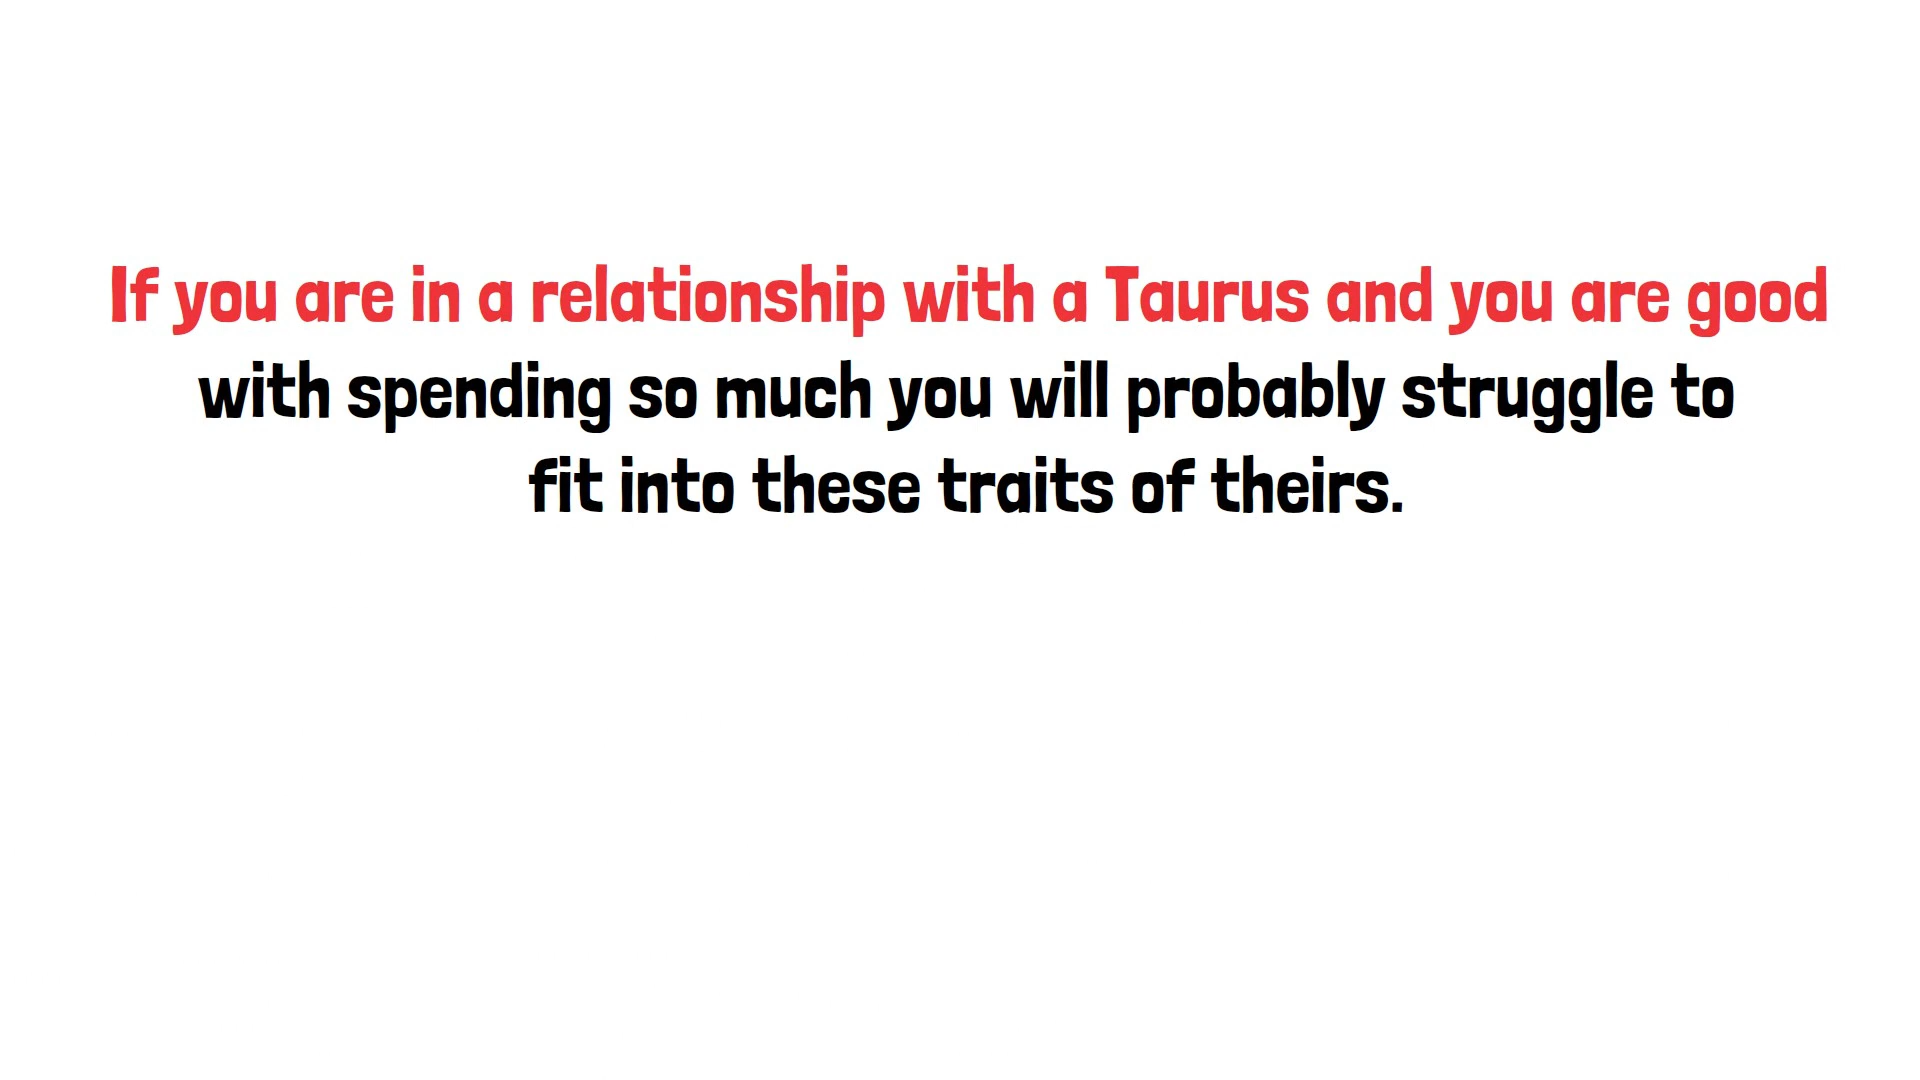 If you are in a relationship with a Taurus and you are good
with spending so much you will probably struggle to
fit into these traits of theirs.